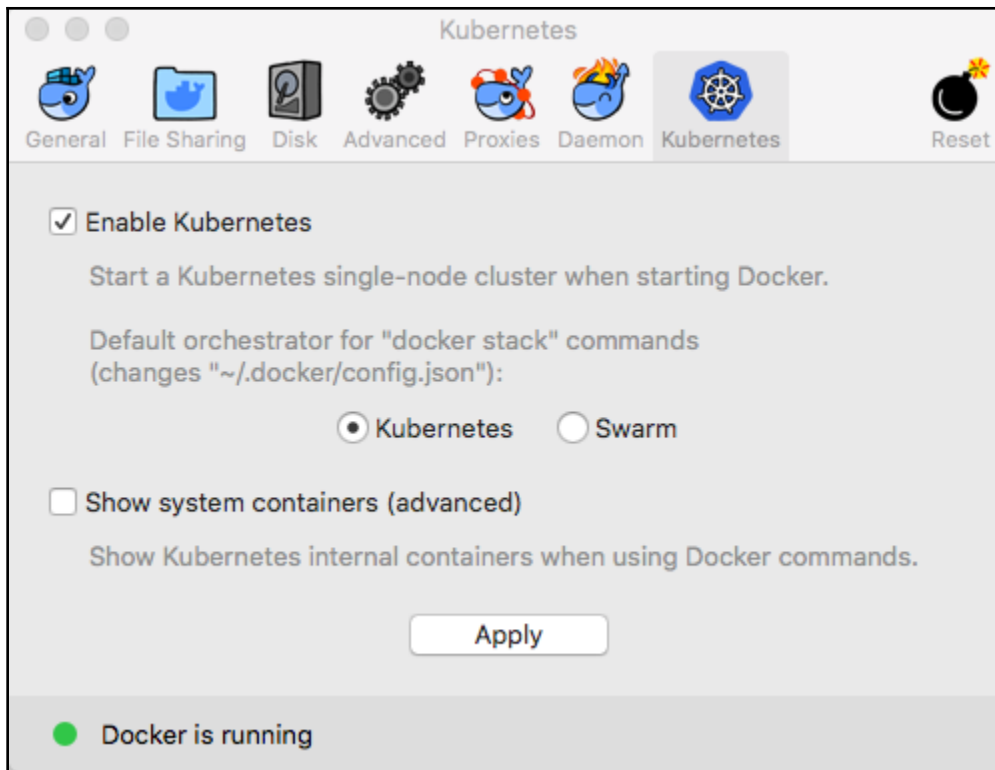 Kubernetes
General File Sharing Disk Advanced Proxies Daemon Kubernetes Reset
Enable Kubernetes
Start a Kubernetes single-node cluster when starting Docker.
Default orchestrator for "docker stack" commands
(changes "~/.docker/config.json"):
Kubernetes Swarm
Show system containers (advanced)
Show Kubernetes internal containers when using Docker commands.
Apply
Docker is running